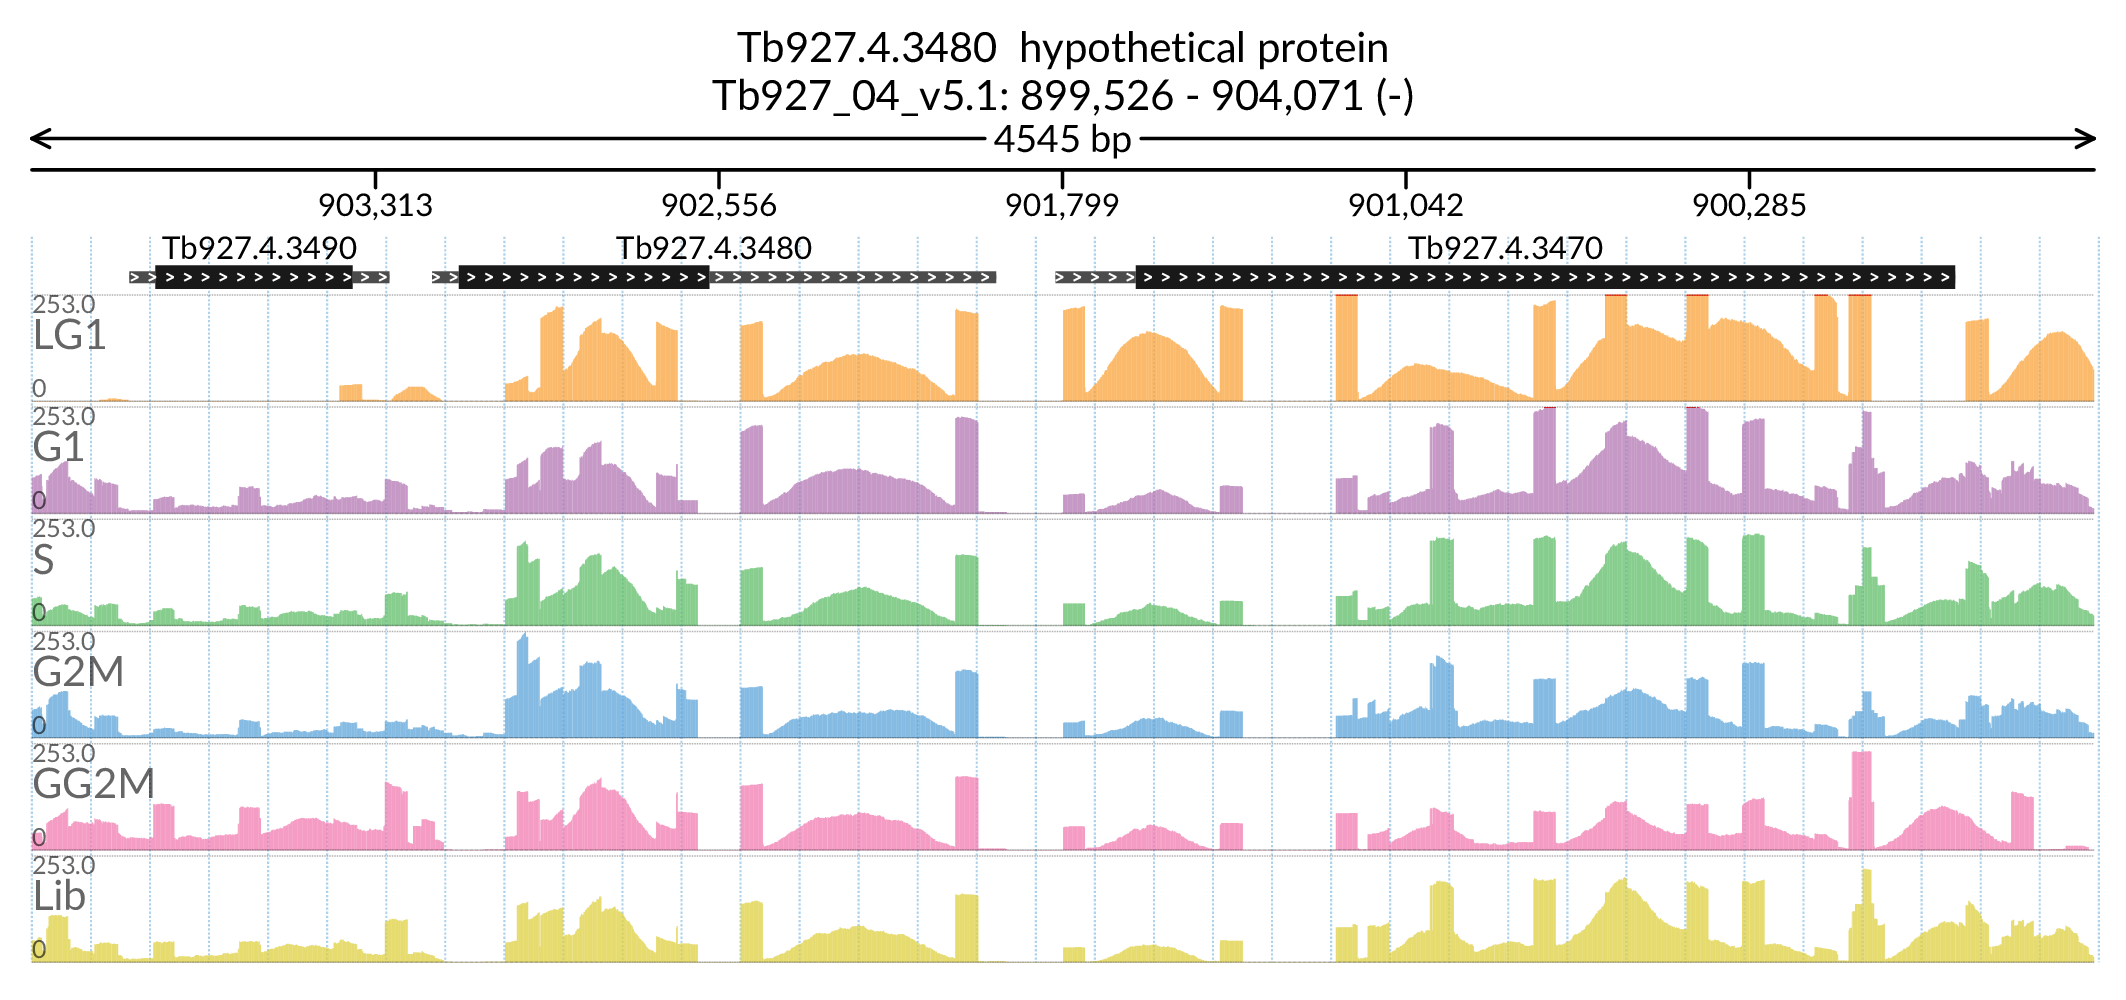 Tb927.4.3480  hypothetical protein
Tb927_04_v5.1: 899,526 - 904,071 (-)
4545 bp
903,313 902,556 901,799 901,042 900,285
Tb927.4.3490 Tb927.4.3480 Tb927.4.3470
253.0
LG1
0
253.0
G1
0
253.0
S
0
253.0
G2M
0
253.0
GG2M
0
253.0
Lib
0